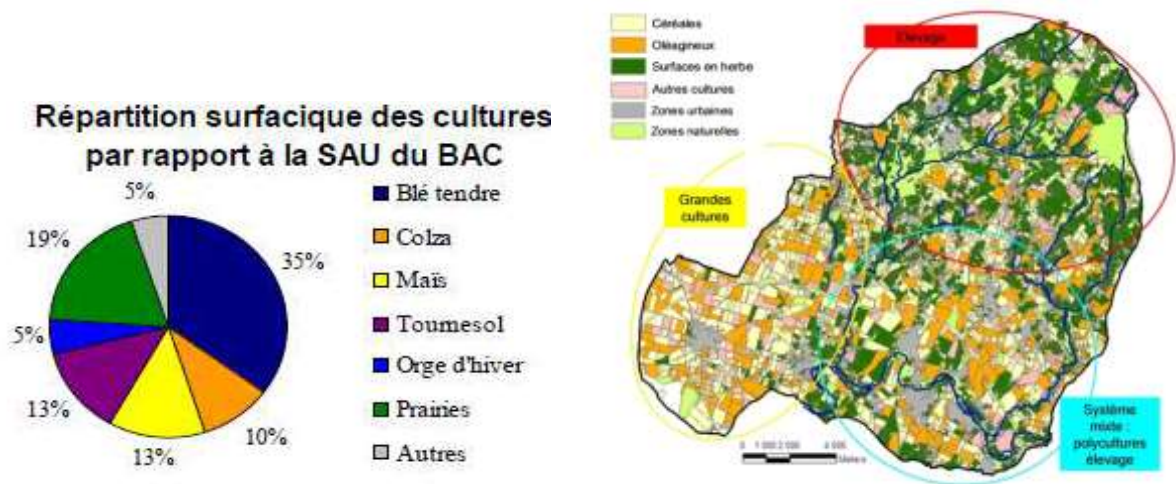 Répartition surfacique des cultures
par rapport à la SAU du BAC
5%
19%
35%
5%
13%
13%
10%
Blé tendre
Colza
Maïs
Tournesol
Orge d'hiver
Prairies
Autres
Céréales
Oléagineux
Surfaces en herbe
Autres cultures
Zones urbaines
Zones naturelles
Elevage
Grandes
cultures
Système
mixte :
polycultures
élevage
Meters